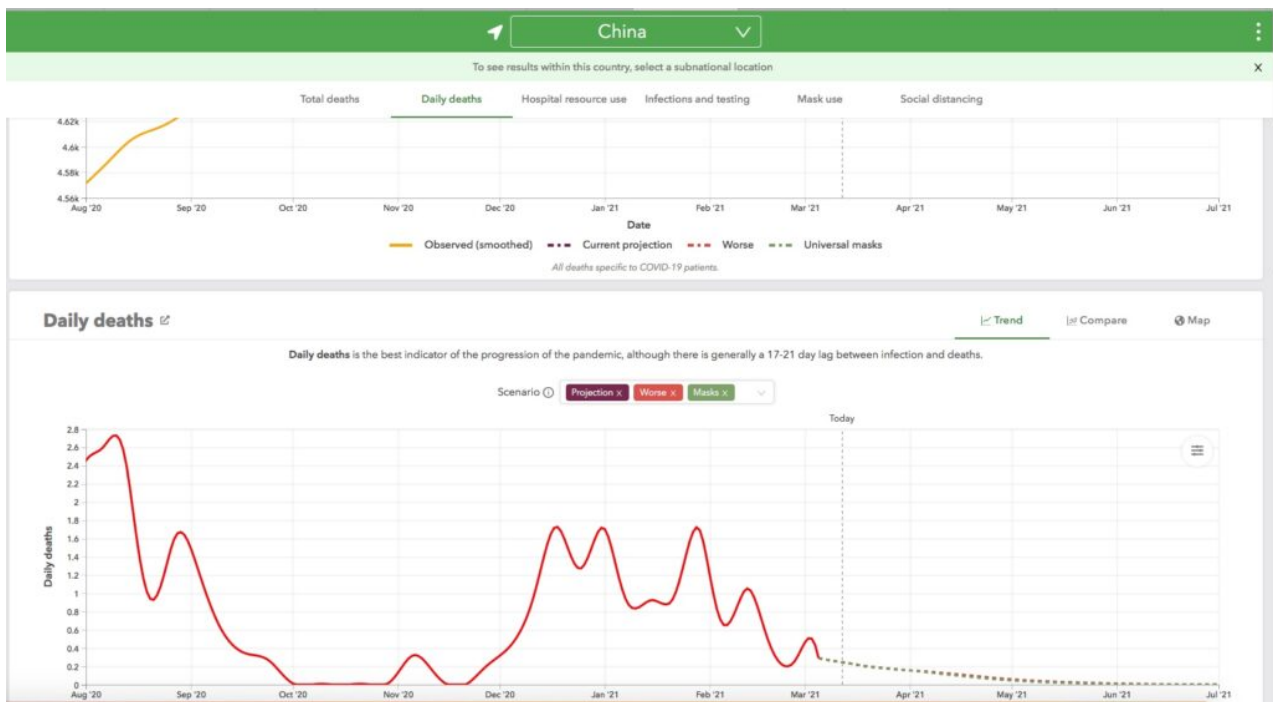 China
To see results within this country, select a subnational location
X
Total deaths Daily deaths Hospital resource use Infections and testing Mask use Social distancing
4.62k
4.6k
4.58k
4.56k
Aug '20 Sep '20 Oct '20 Nov '20 Dec '20 Jan '21 Feb '21 Mar '21 Apr '21 May '21 Jun '21 Jul '21
Date
Observed (smoothed) Current projection Worse Universal masks
All deaths specific to COVID-19 patients.
Daily deaths
Trend Compare Map
Daily deaths is the best indicator of the progression of the pandemic, although there is generally a 17-21 day lag between infection and deaths.
Scenario Projection x Worse x Masks x
Today
Daily deaths
2.8
2.6
2.4
2.2
2
1.8
1.6
1.4
1.2
1
0.8
0.6
0.4
0.2
0
Aug '20 Sep '20 Oct '20 Nov '20 Dec '20 Jan '21 Feb '21 Mar '21 Apr '21 May '21 Jun '21 Jul '21